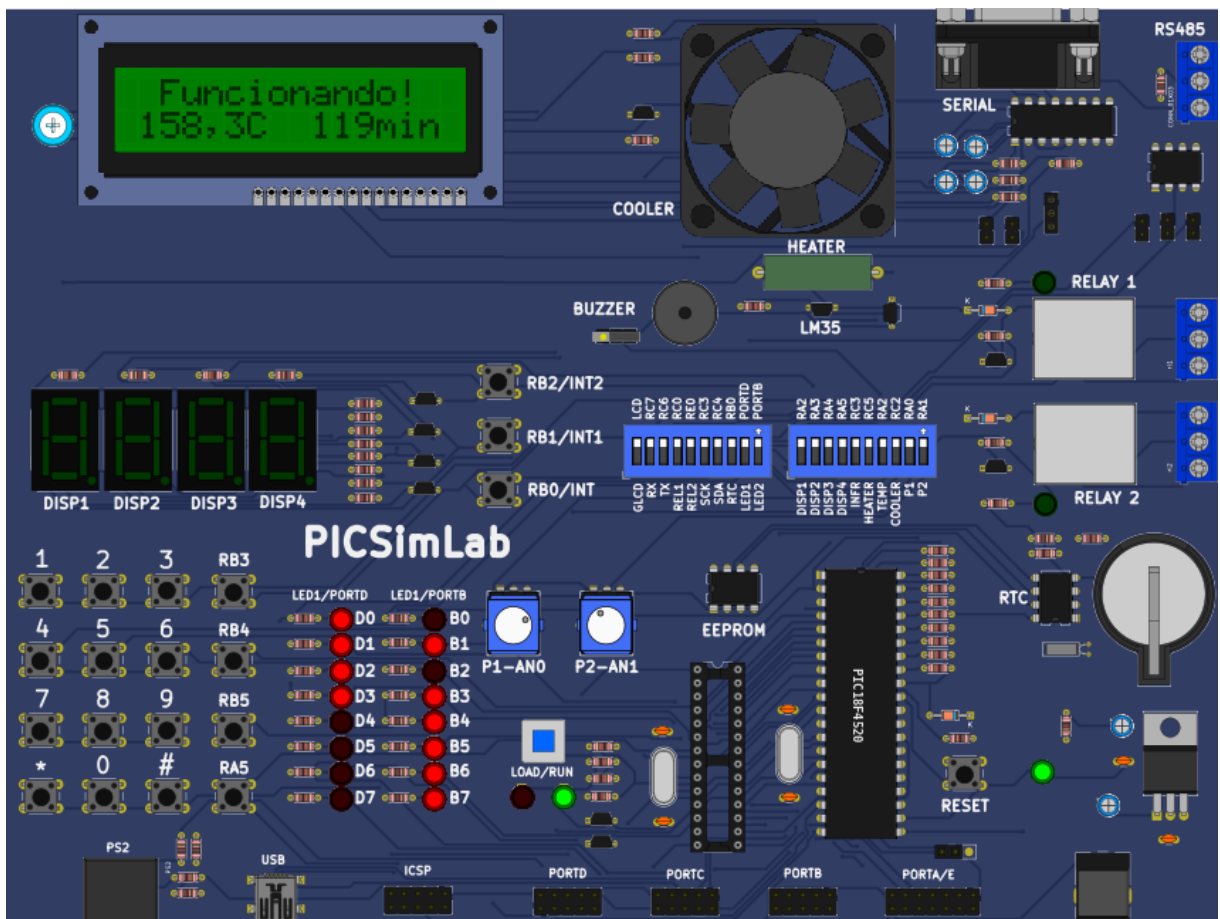 Funcionando!
158,3C 119min
COOLER
SERIAL
RS485
CONN_01X03
HEATER
BUZZER
LM35
K
RELAY 1
RELAY 2
K
DISP1 DISP2 DISP3 DISP4
RB2/INT2
RB1/INT1
RB0/INT
LCD RC7 RC6 RC0 RE0 RC3 RC4 RB0 PORTD PORTB
GLCD RX TX REL1 REL2 SCK SDA RTC LED1 LED2
RA2 RA3 RA4 RA5 RC3 RC5 RA2 RC2 RA0 RA1
DISP1 DISP2 DISP3 DISP4 INFR HEATER TEMP COOLER P1 P2
PICSimLab
1 2 3 RB3
4 5 6 RB4
7 8 9 RB5
* 0 # RA5
LED1/PORTD LED1/PORTB
D0 B0
D1 B1
D2 B2
D3 B3
D4 B4
D5 B5
D6 B6
D7 B7
P1-AN0 P2-AN1
EEPROM
PIC18F4520
RTC
K
LOAD/RUN
RESET
PS2
PS2
USB
ICSP
PORTD
PORTC
PORTB
PORTA/E